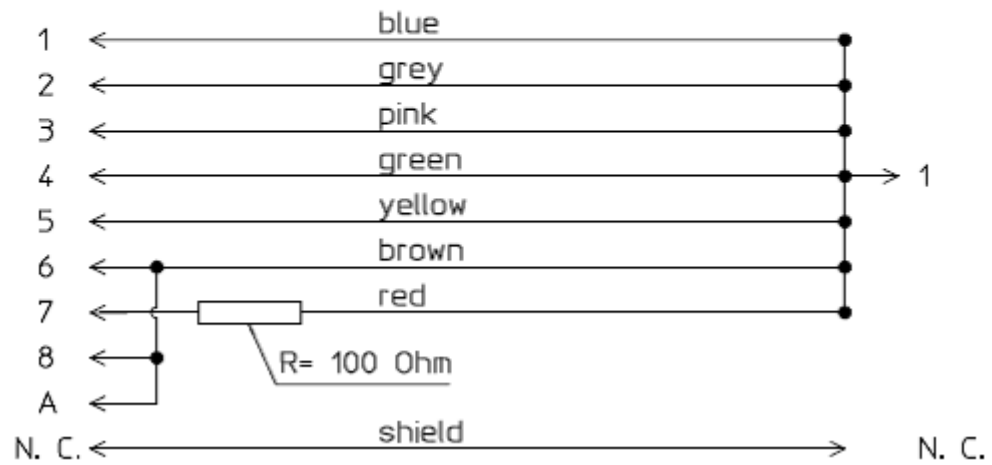 blue
1
grey
2
pink
3
green
4 1
yellow
5
brown
6
red
7
8 R= 100 Ohm
A
shield
N. C. N. C.